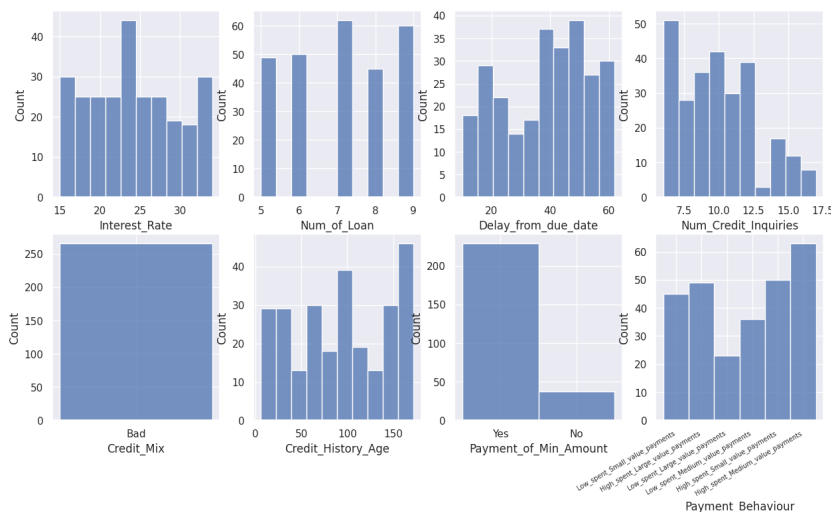 Count
40
30
20
10
0
15 20 25 30
Interest_Rate
Count
60
50
40
30
20
10
0
5 6 7 8 9
Num_of_Loan
Count
40
35
30
25
20
15
10
5
0
20 40 60
Delay_from_due_date
Count
50
40
30
20
10
0
7.5 10.0 12.5 15.0 17.5
Num_Credit_Inquiries
Count
250
200
150
100
50
0
Bad
Credit_Mix
Count
40
30
20
10
0
0 50 100 150
Credit_History_Age
Count
200
150
100
50
0
Yes No
Payment_of_Min_Amount
Count
60
50
40
30
20
10
0
Low_spent_Small_value_payments
High_spent_Large_value_payments
Low_spent_Large_value_payments
Low_spent_Medium_value_payments
High_spent_Small_value_payments
High_spent_Medium_value_payments
Payment_Behaviour